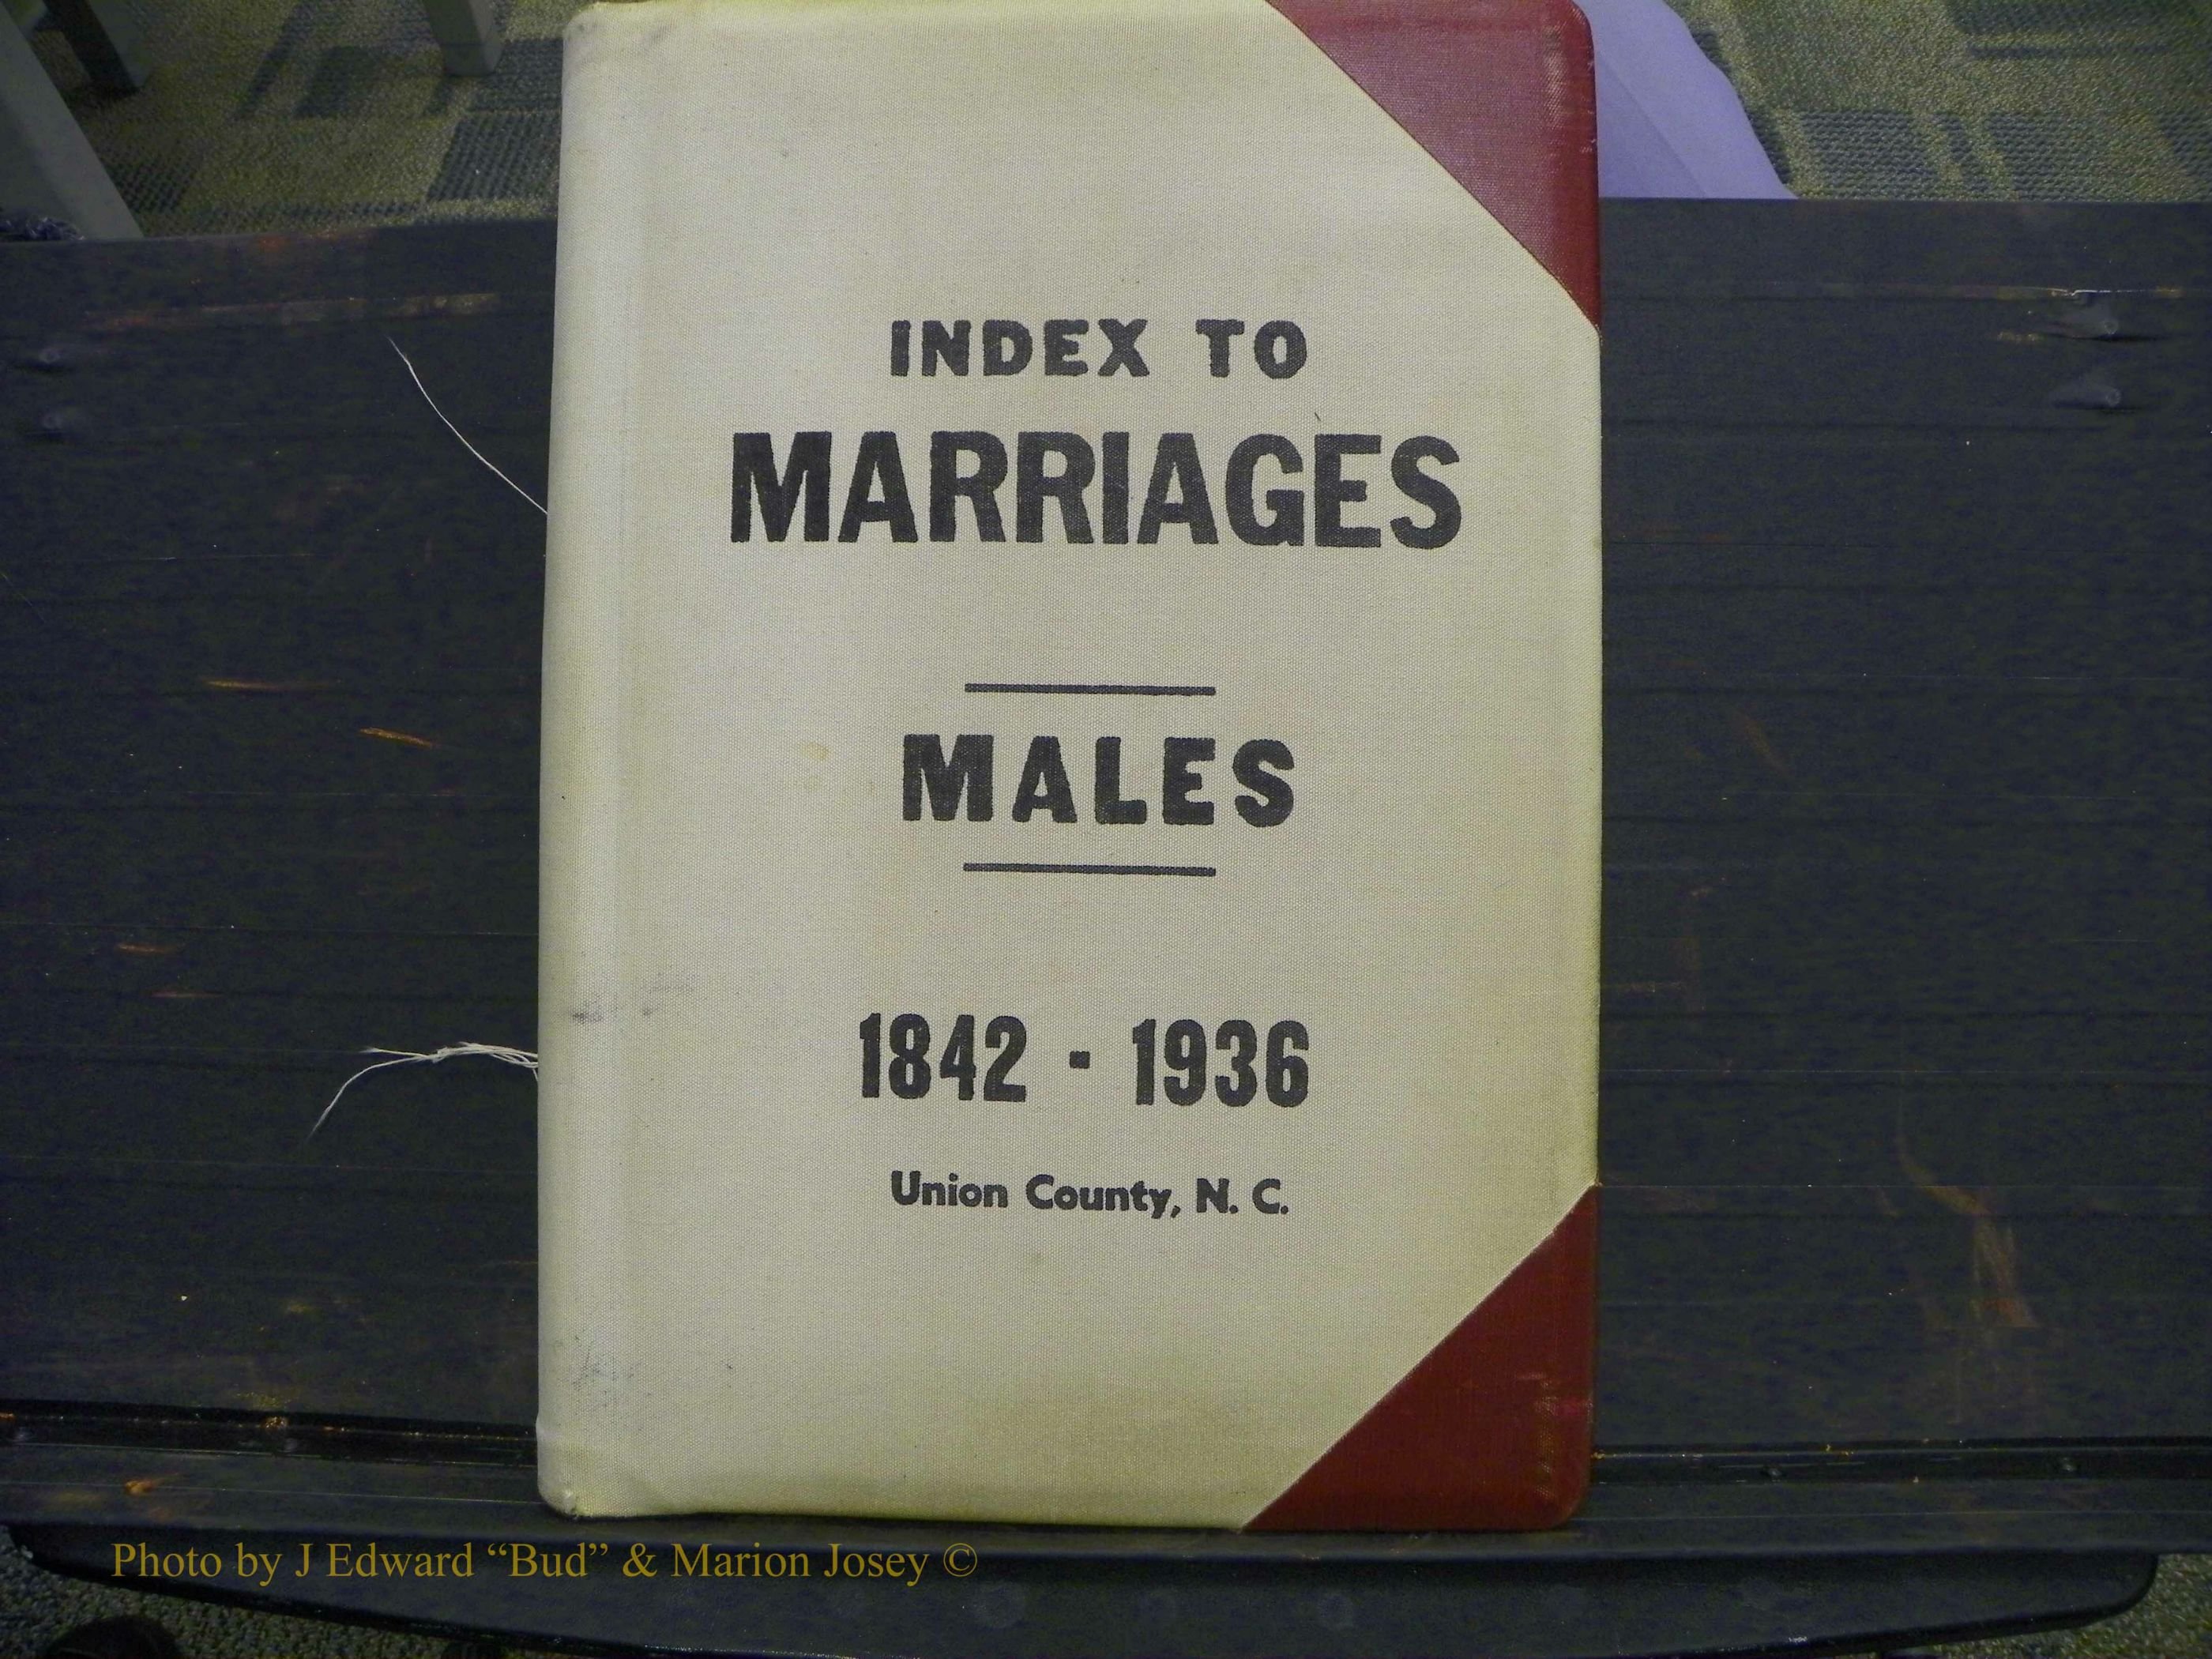 INDEX TO
MARRIAGES
MALES
1842 - 1936
Union County, N. C.
Photo by J Edward “Bud” & Marion Josey ©